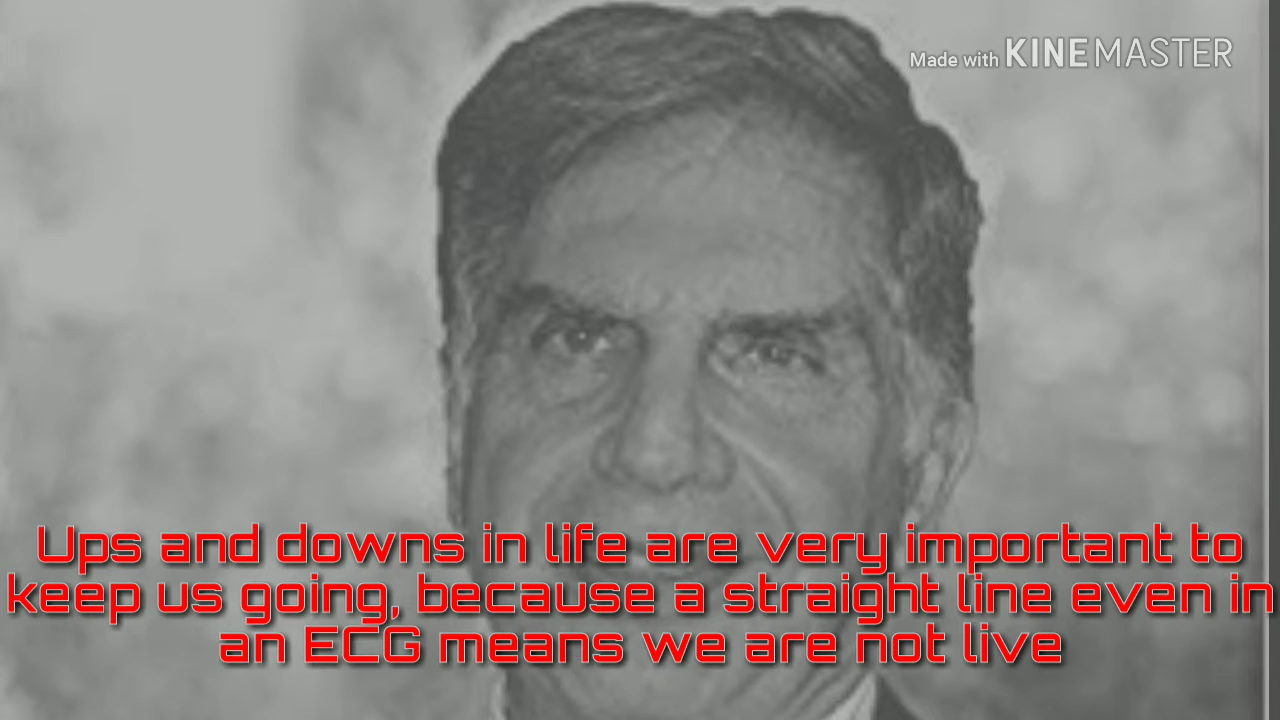 Made with KINEMASTER
Ups and downs in life are very important to
keep us going, because a straight line even in
an ECG means we are not live